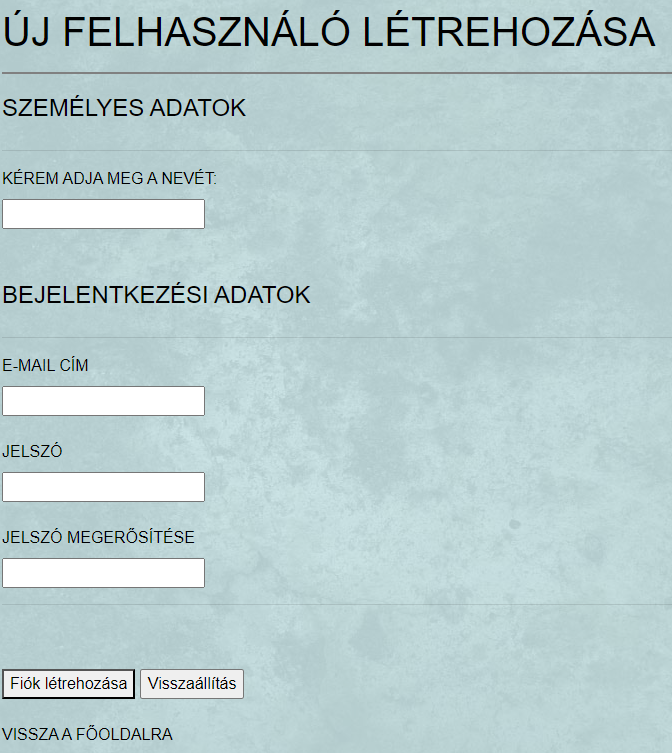 ÚJ FELHASZNÁLÓ LÉTREHOZÁSA
SZEMÉLYES ADATOK
KÉREM ADJA MEG A NEVÉT:
BEJELENTKEZÉSI ADATOK
E-MAIL CÍM
JELSZÓ
JELSZÓ MEGERŐSÍTÉSE
Fiók létrehozása Visszaállítás
VISSZA A FŐOLDALRA